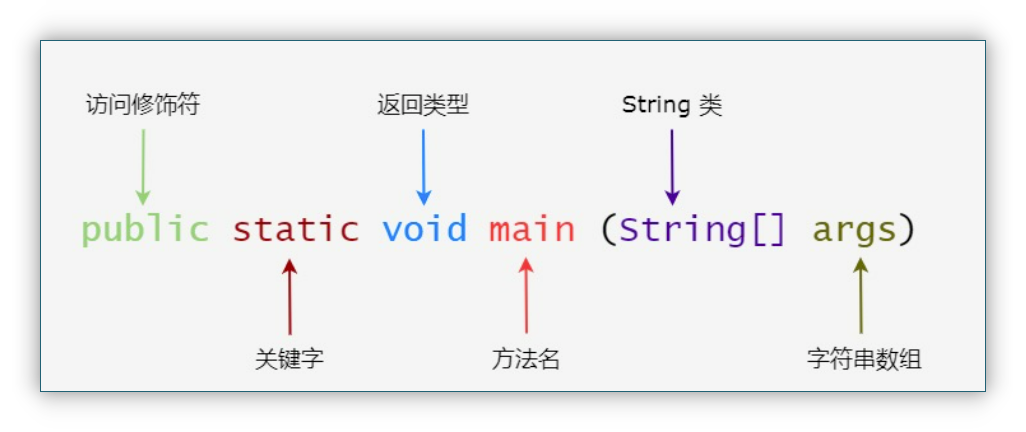 访问修饰符 返回类型 String 类
public static void main (String[] args)
关键字 方法名 字符串数组